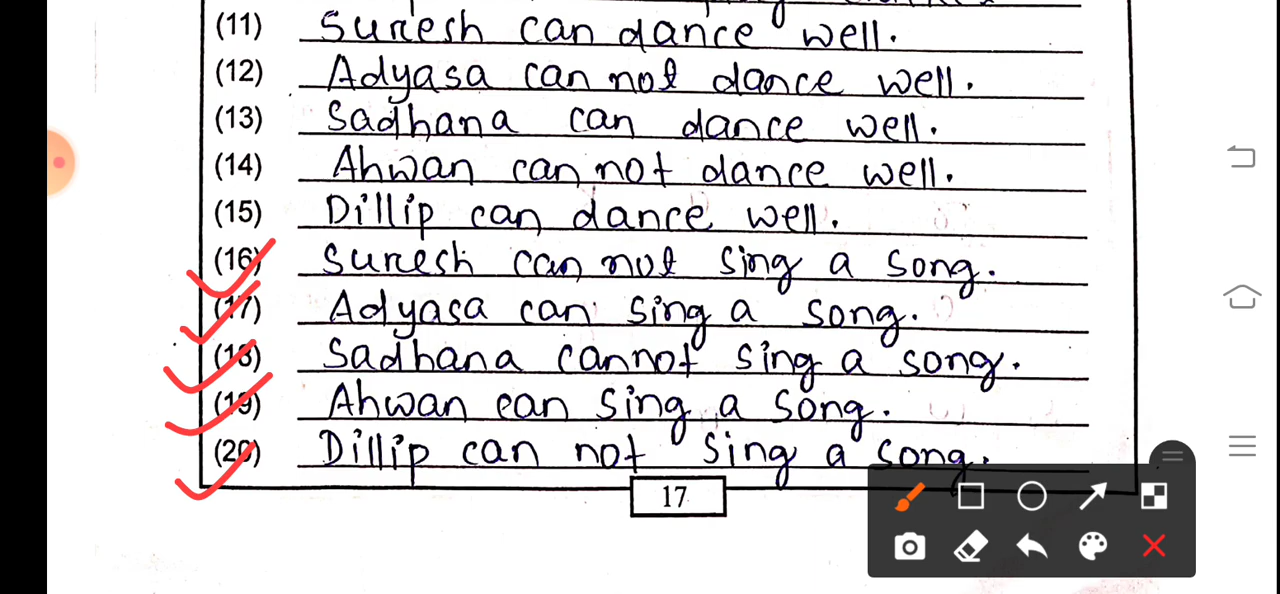 (11) Suresh can dance well.
(12) Adyasa can not dance well.
(13) Sadhana can dance well.
(14) Ahwan can not dance well.
(15) Dillip can dance well.
(16) Suresh can not sing a song.
(17) Adyasa can sing a song.
(18) Sadhana cannot sing a song.
(19) Ahwan can sing a song.
(20) Dillip can not sing a song.
17